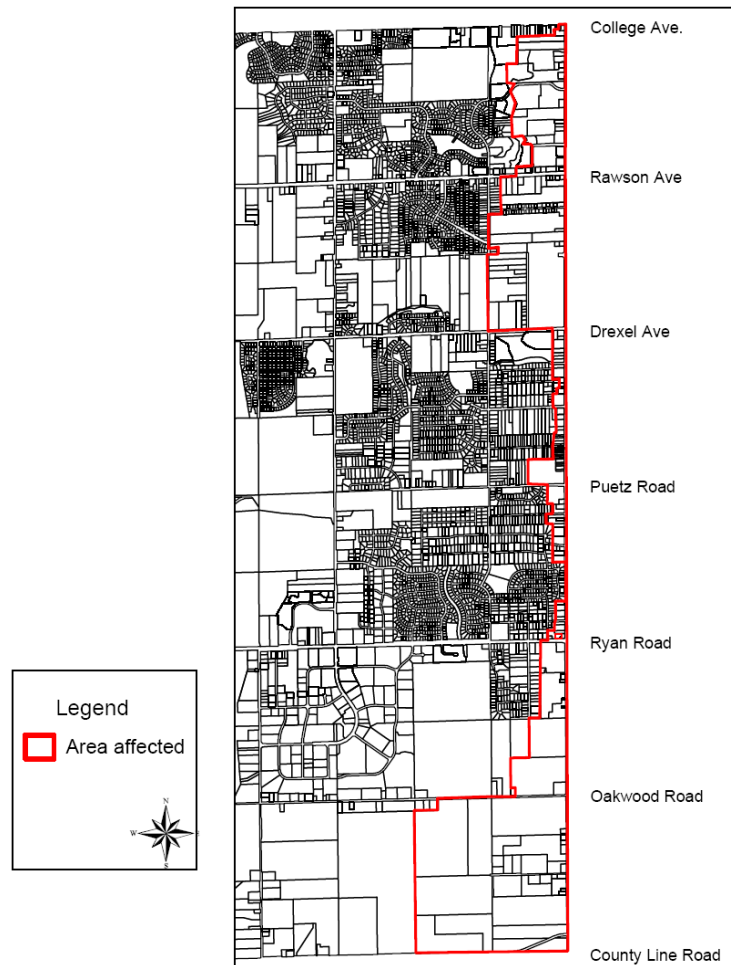 College Ave.
Rawson Ave
Drexel Ave
Puetz Road
Ryan Road
Legend
Area affected
N
W
E
S
Oakwood Road
County Line Road